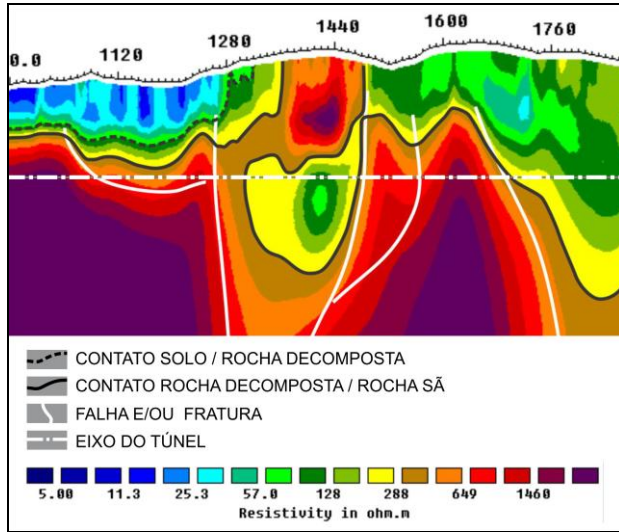 0.0 1120 1280 1440 1600 1760
CONTATO SOLO / ROCHA DECOMPOSTA
CONTATO ROCHA DECOMPOSTA / ROCHA SÃ
FALHA E/OU FRATURA
EIXO DO TÚNEL
5.00 11.3 25.3 57.0 128 288 649 1460
Resistivity in ohm.m